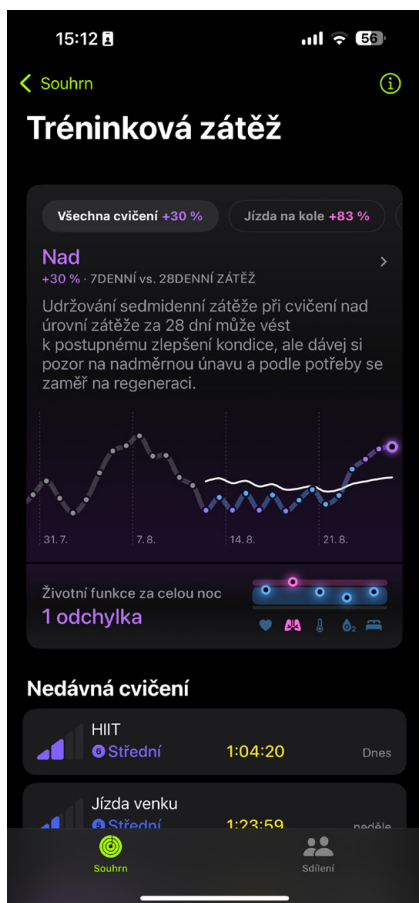 15:12
56
Souhrn
Tréninková zátěž
Všechna cvičení +30 %
Jízda na kole +83 %
Nad
+30 % · 7DENNÍ vs. 28DENNÍ ZÁTĚŽ
Udržování sedmidenní zátěže při cvičení nad
úrovní zátěže za 28 dní může vést
k postupnému zlepšení kondice, ale dávej si
pozor na nadměrnou únavu a podle potřeby se
zaměř na regeneraci.
31. 7.
7. 8.
14. 8.
21. 8.
Životní funkce za celou noc
1 odchylka
O₂
Nedávná cvičení
HIIT
6 Střední
1:04:20
Dnes
Jízda venku
6 Střední
1:23:59
neděle
Souhrn
Sdílení